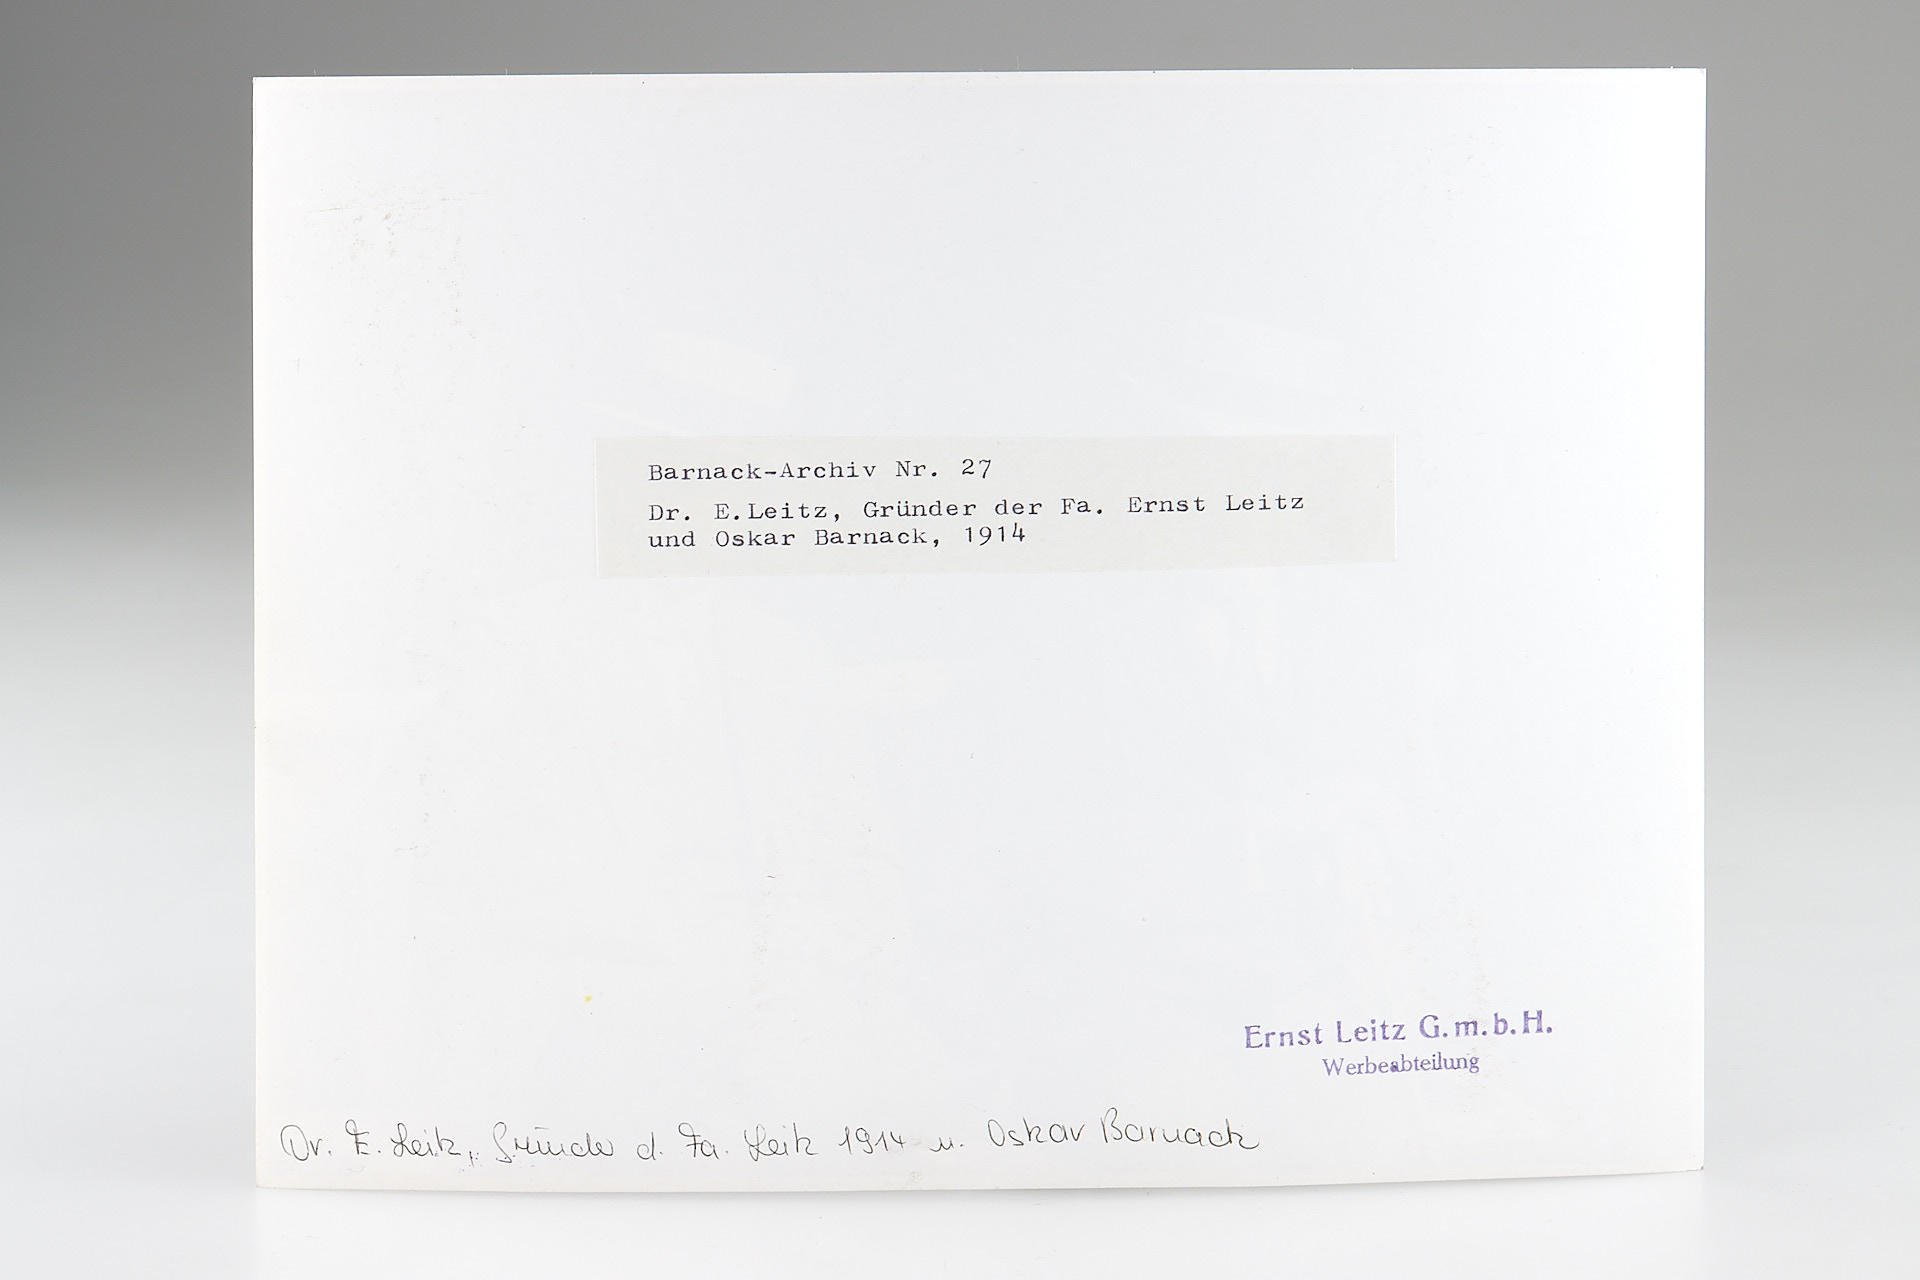 Barnack-Archiv Nr. 27
Dr. E.Leitz, Gründer der Fa. Ernst Leitz
und Oskar Barnack, 1914
Ernst Leitz G.m.b.H.
Werbeabteilung
Dr. E. Leitz, Gründer d. Fa. Leitz 1914 u. Oskar Barnack